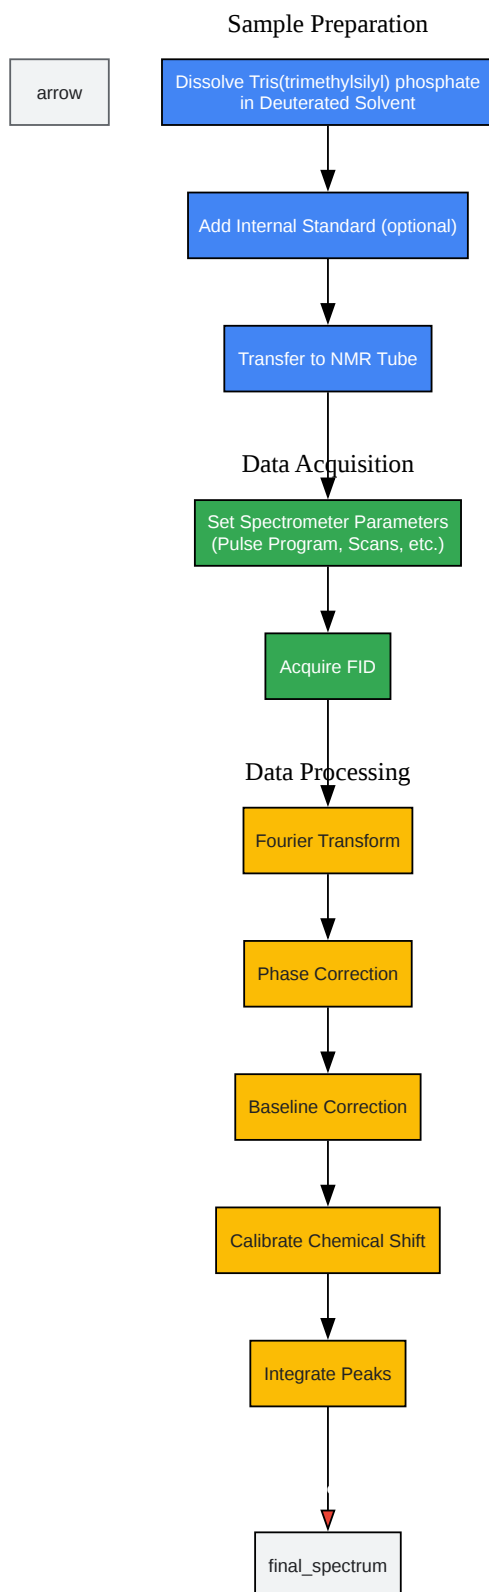 Sample Preparation
arrow
Dissolve Tris(trimethylsilyl) phosphate
in Deuterated Solvent
Add Internal Standard (optional)
Transfer to NMR Tube
Data Acquisition
Set Spectrometer Parameters
(Pulse Program, Scans, etc.)
Acquire FID
Data Processing
Fourier Transform
Phase Correction
Baseline Correction
Calibrate Chemical Shift
Integrate Peaks
final_spectrum